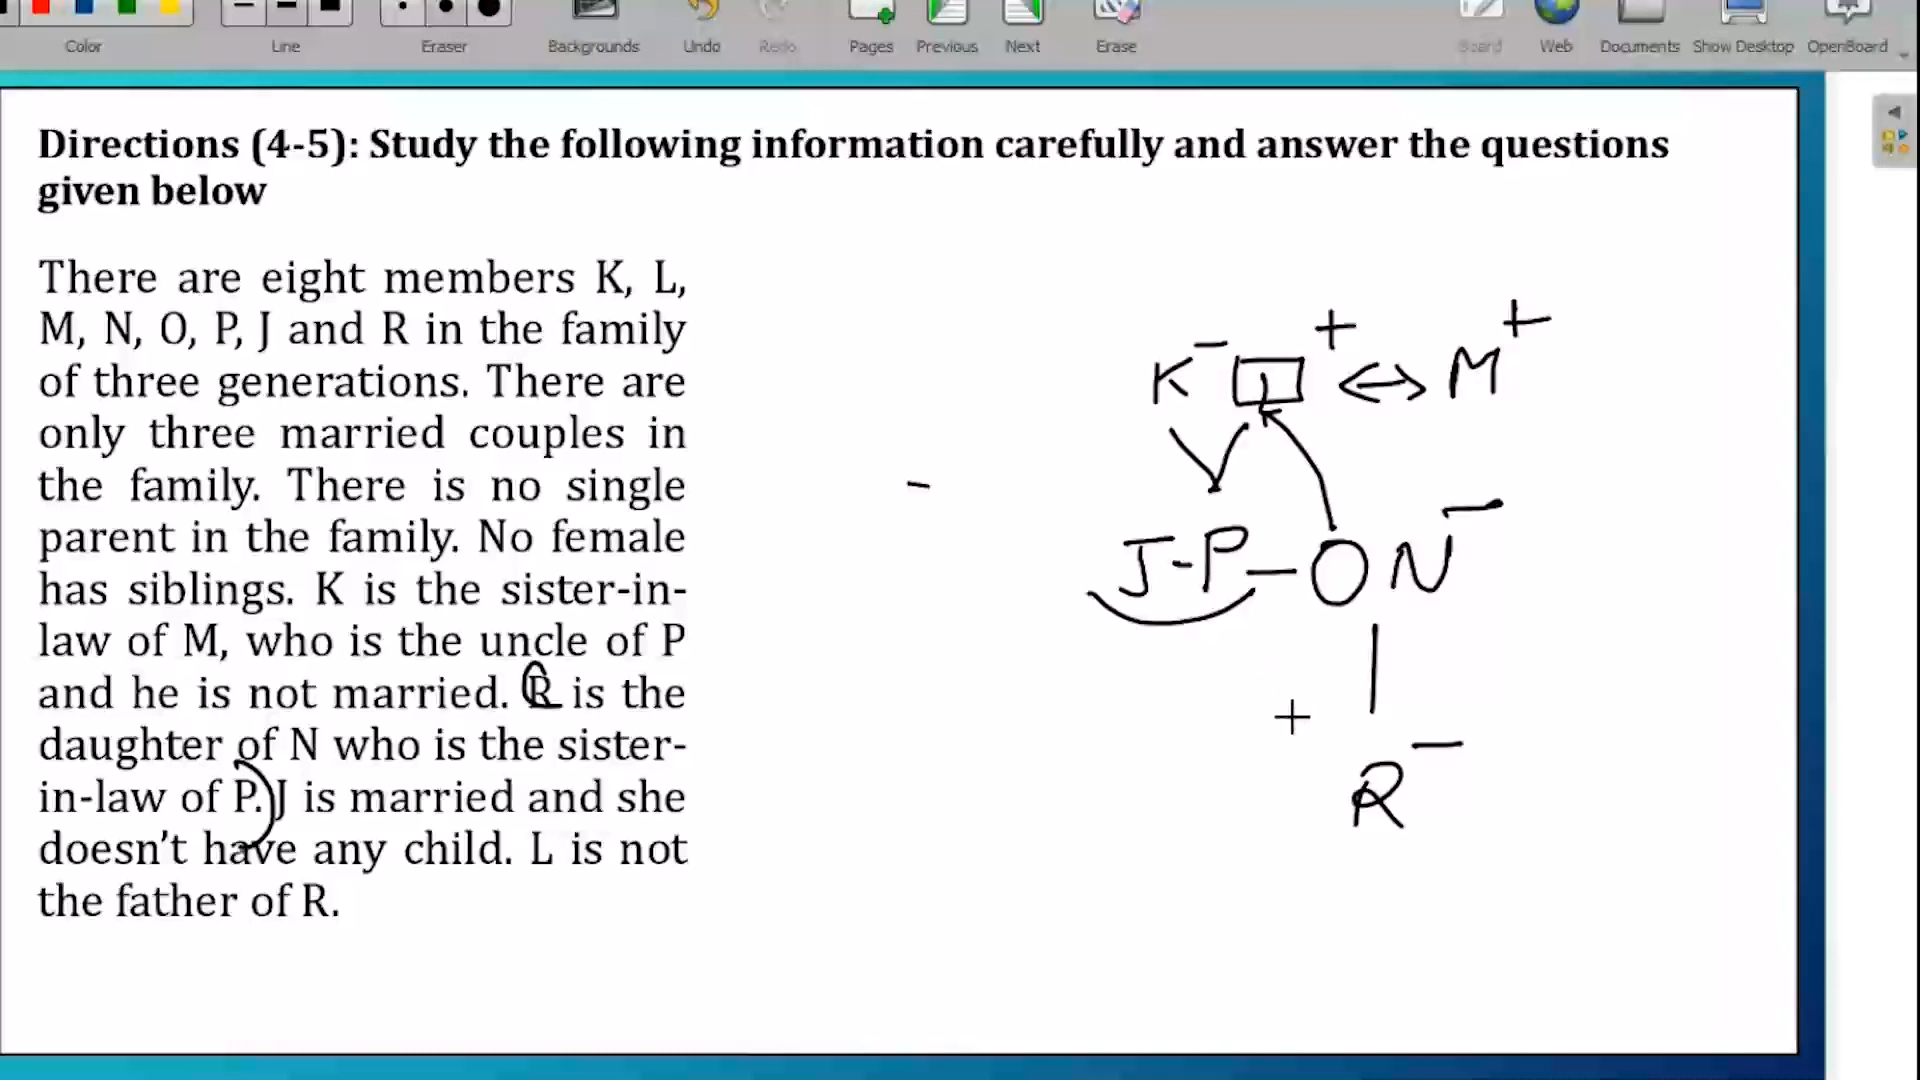 Color Line Eraser Backgrounds Undo Redo Pages Previous Next Erase Board Web Documents Show Desktop OpenBoard
Directions (4-5): Study the following information carefully and answer the questions
given below
There are eight members K, L,
M, N, O, P, J and R in the family
of three generations. There are
only three married couples in
the family. There is no single
parent in the family. No female
has siblings. K is the sister-in-
law of M, who is the uncle of P
and he is not married. R is the
daughter of N who is the sister-
in-law of P. J is married and she
doesn't have any child. L is not
the father of R.
K⁻ + ↔ M⁺
J-P-O N⁻
+
R⁻